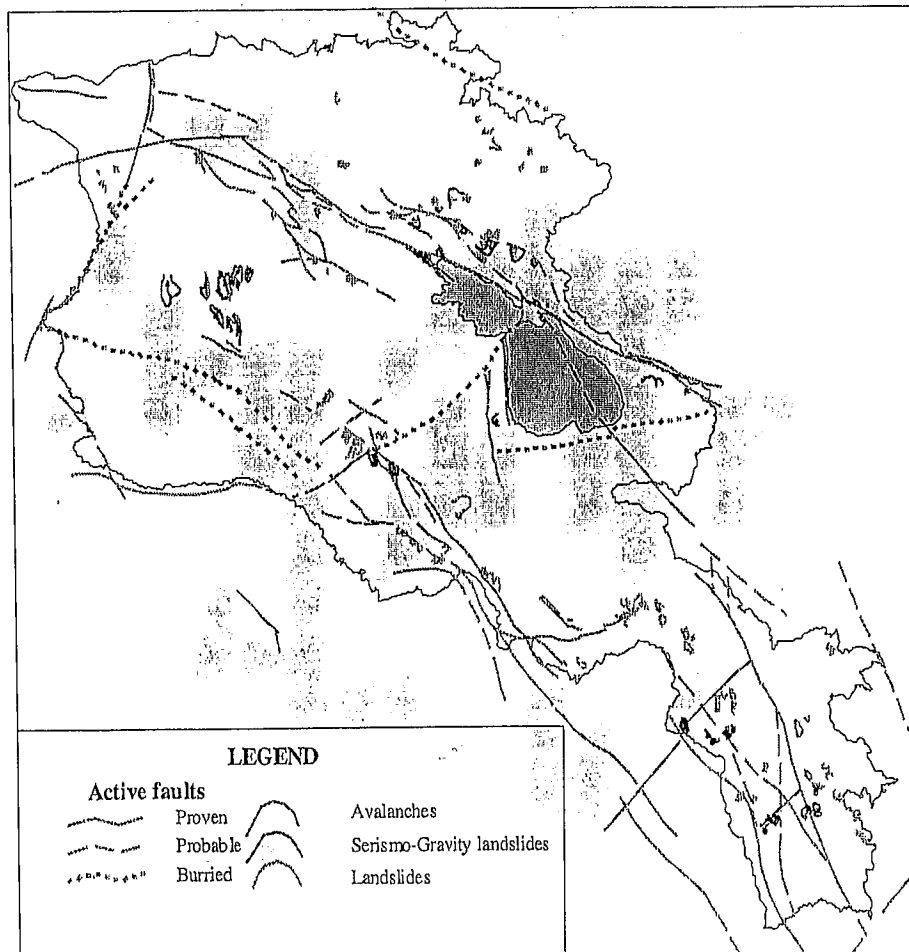 LEGEND
Active faults
Proven Avalanches
Probable Serismo-Gravity landslides
Burried Landslides